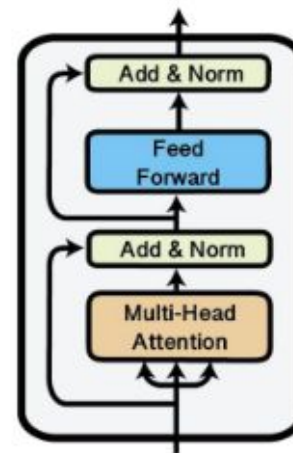 Add & Norm
Feed
Forward
Add & Norm
Multi-Head
Attention